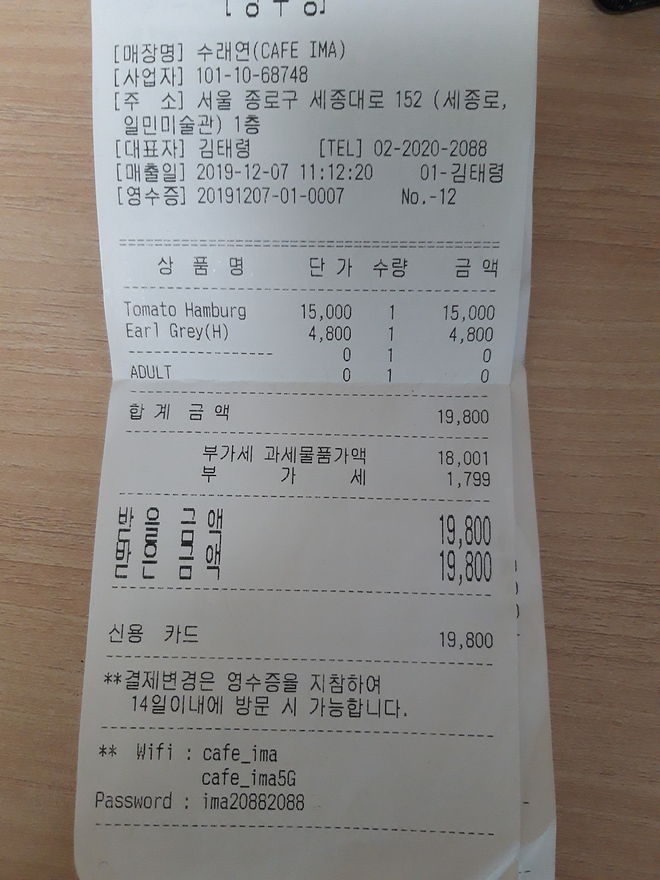 [영수증]
[매장명] 수래연(CAFE IMA)
[사업자] 101-10-68748
[주 소] 서울 종로구 세종대로 152 (세종로,
일민미술관) 1층
[대표자] 김태령 [TEL] 02-2020-2088
[매출일] 2019-12-07 11:12:20 01-김태령
[영수증] 20191207-01-0007 No.-12
상 품 명 단 가 수량 금 액
Tomato Hamburg 15,000 1 15,000
Earl Grey(H) 4,800 1 4,800
---------------- 0 1 0
ADULT 0 1 0
합 계 금 액 19,800
부가세 과세물품가액 18,001
부 가 세 1,799
받 을 금 액 19,800
받 은 금 액 19,800
신용 카드 19,800
**결제변경은 영수증을 지참하여
14일이내에 방문 시 가능합니다.
** Wifi : cafe_ima
cafe_ima5G
Password : ima20882088